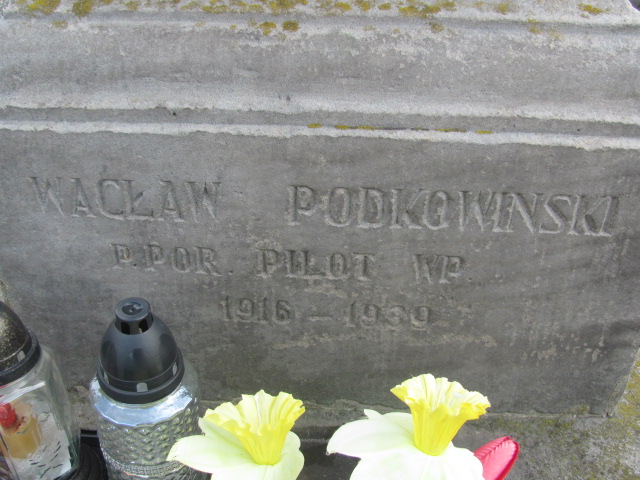 WACŁAW PODKOWIŃSKI
P.POR. PILOT WP.
1916 – 1939